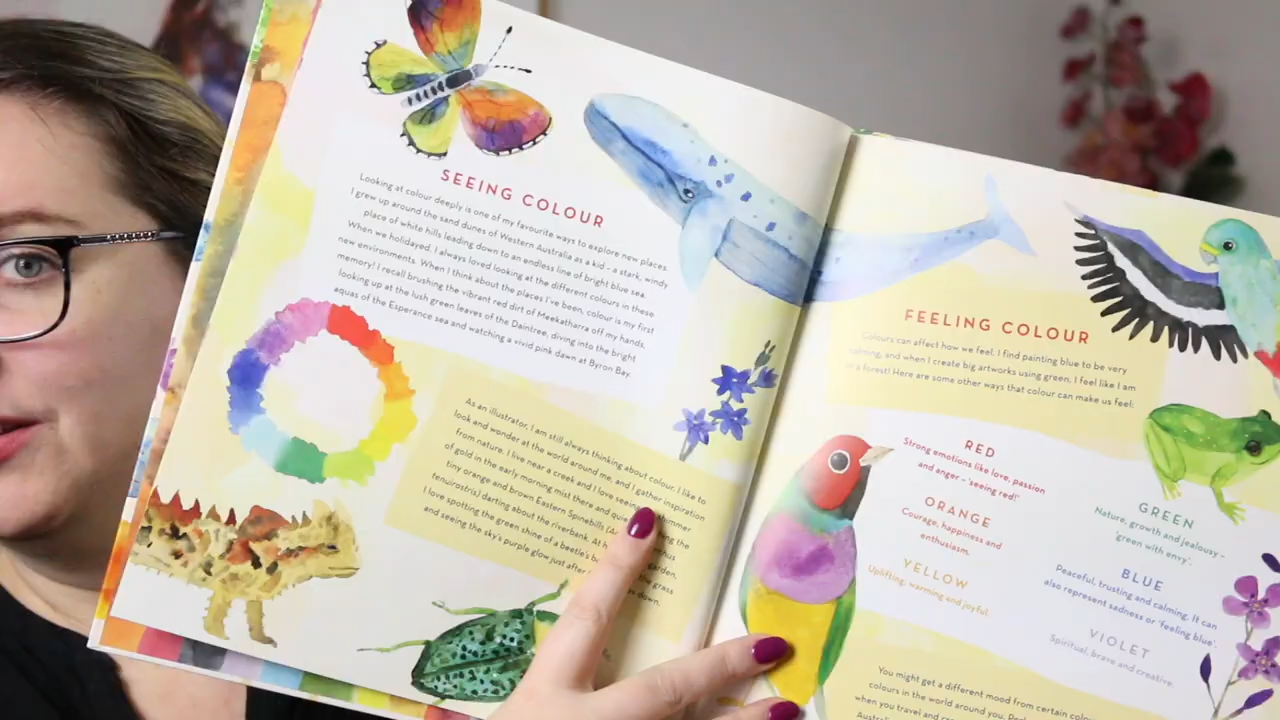 SEEING COLOUR
Looking at colour deeply is one of my favourite ways to explore new places.
I grew up around the sand dunes of Western Australia as a kid – a stark, windy
place of white hills leading down to an endless line of bright blue sea.
When we holidayed, I always loved looking at the different colours in these
new environments. When I think about the places I've been, colour is my first
memory! I recall brushing the vibrant red dirt of Meekatharra off my hands,
looking up at the lush green leaves of the Daintree, diving into the bright
aquas of the Esperance sea and watching a vivid pink dawn at Byron Bay.
As an illustrator, I am still always thinking about colour. I like to
look and wonder at the world around me, and I gather inspiration
from nature. I live near a creek and I love seeing shimmer
of gold in the early morning mist there and the
tiny orange and brown Eastern Spinebills
tenuirostris) darting about the riverbank. At garden,
I love spotting the green shine of a beetle's the grass
and seeing the sky's purple glow just down.
FEELING COLOUR
Colours can affect how we feel. I find painting blue to be very
calming, and when I create big artworks using green, I feel like I am
in a forest! Here are some other ways that colour can make us feel:
RED
Strong emotions like love, passion
and anger – 'seeing red!'
ORANGE
Courage, happiness and
enthusiasm.
YELLOW
Uplifting, warming and joyful.
GREEN
Nature, growth and jealousy –
'green with envy'.
BLUE
Peaceful, trusting and calming. It can
also represent sadness or 'feeling blue'.
VIOLET
Spiritual, brave and creative.
You might get a different mood from certain
colours in the world around you.
when you travel and